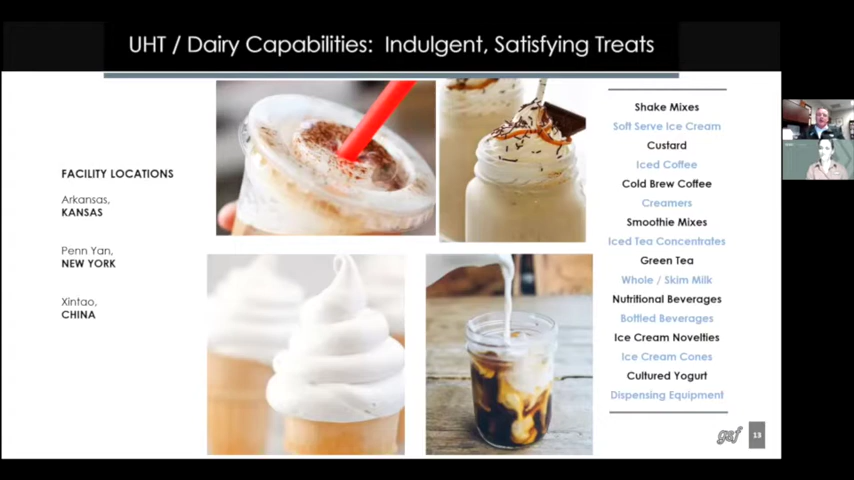 UHT / Dairy Capabilities: Indulgent, Satisfying Treats
FACILITY LOCATIONS
Arkansas,
KANSAS
Penn Yan,
NEW YORK
Xintao,
CHINA
Shake Mixes
Soft Serve Ice Cream
Custard
Iced Coffee
Cold Brew Coffee
Creamers
Smoothie Mixes
Iced Tea Concentrates
Green Tea
Whole / Skim Milk
Nutritional Beverages
Bottled Beverages
Ice Cream Novelties
Ice Cream Cones
Cultured Yogurt
Dispensing Equipment
gsf
13